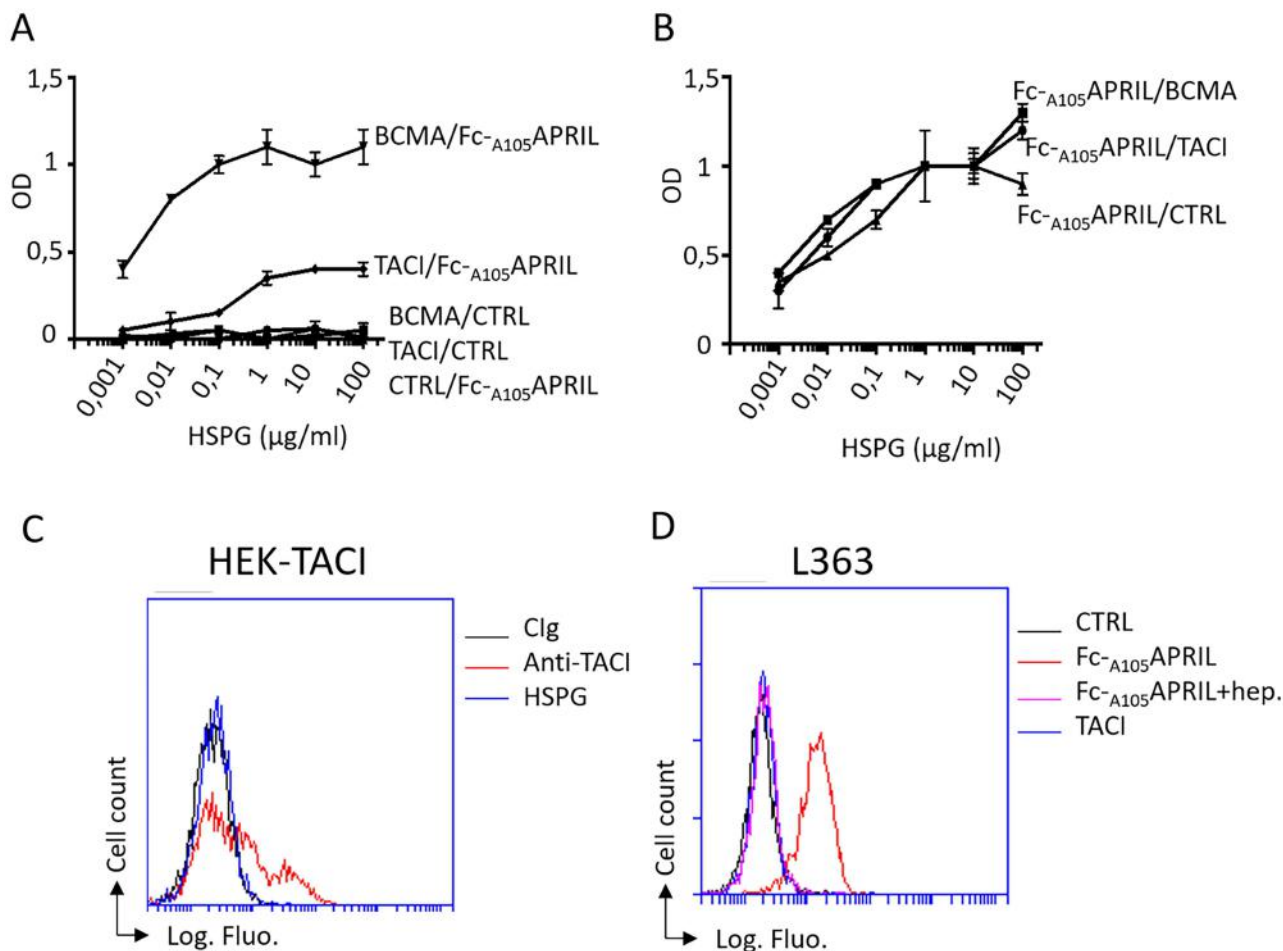 A
1,5
1
0,5
0
OD
0,001
0,01
0,1
1
10
100
HSPG (µg/ml)
BCMA/Fc-A105APRIL
TACI/Fc-A105APRIL
BCMA/CTRL
TACI/CTRL
CTRL/Fc-A105APRIL
B
1,5
1
0,5
0
OD
0,001
0,01
0,1
1
10
100
HSPG (µg/ml)
Fc-A105APRIL/BCMA
Fc-A105APRIL/TACI
Fc-A105APRIL/CTRL
C
HEK-TACI
CIg
Anti-TACI
HSPG
Cell count
Log. Fluo.
D
L363
CTRL
Fc-A105APRIL
Fc-A105APRIL+hep.
TACI
Cell count
Log. Fluo.